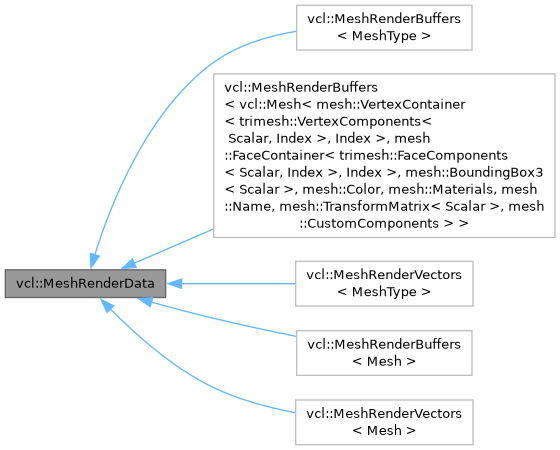 vcl::MeshRenderBuffers
< MeshType >
vcl::MeshRenderBuffers
< vcl::Mesh< mesh::VertexContainer
< trimesh::VertexComponents<
Scalar, Index >, Index >, mesh
::FaceContainer< trimesh::FaceComponents
< Scalar, Index >, Index >, mesh::BoundingBox3
< Scalar >, mesh::Color, mesh::Materials, mesh
::Name, mesh::TransformMatrix< Scalar >, mesh
::CustomComponents > >
vcl::MeshRenderData
vcl::MeshRenderVectors
< MeshType >
vcl::MeshRenderBuffers
< Mesh >
vcl::MeshRenderVectors
< Mesh >